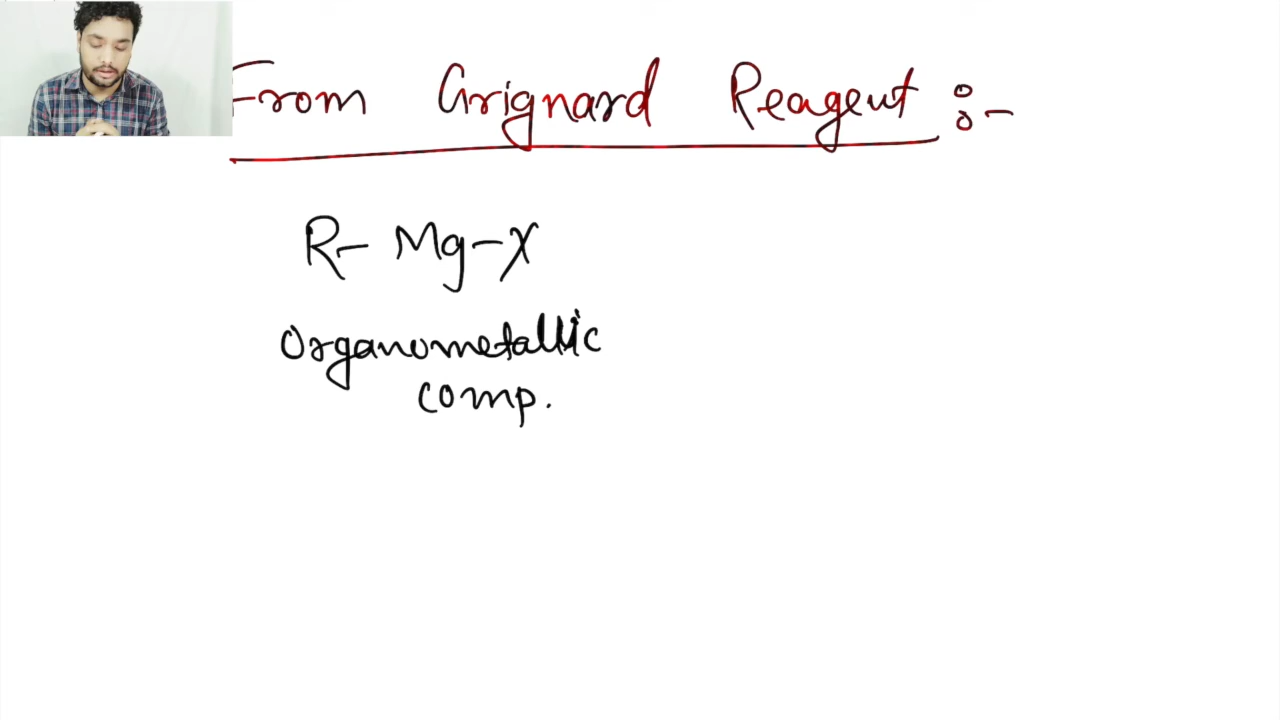 From Grignard Reagent :-
R- Mg-X
Organometallic
comp.